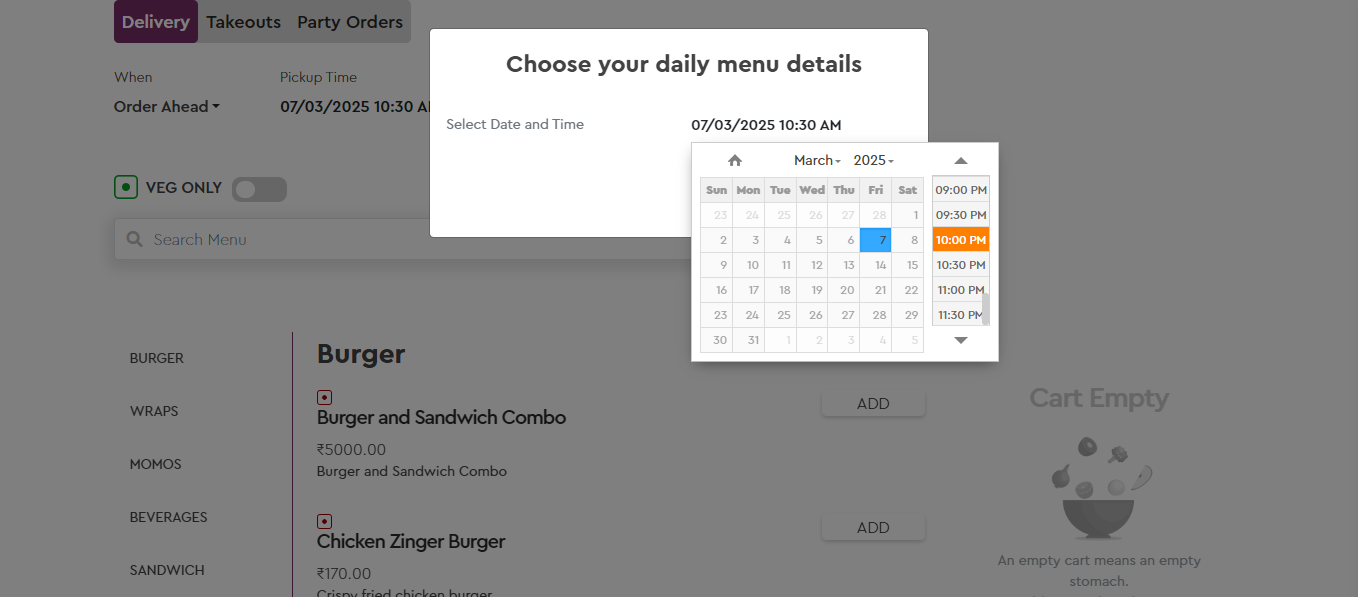 Delivery Takeouts Party Orders
When Pickup Time
Order Ahead 07/03/2025 10:30 A
VEG ONLY
Search Menu
Choose your daily menu details
Select Date and Time 07/03/2025 10:30 AM
March 2025
Sun Mon Tue Wed Thu Fri Sat
23 24 25 26 27 28 1
2 3 4 5 6 7 8
9 10 11 12 13 14 15
16 17 18 19 20 21 22
23 24 25 26 27 28 29
30 31 1 2 3 4 5
09:00 PM
09:30 PM
10:00 PM
10:30 PM
11:00 PM
11:30 PM
BURGER
WRAPS
MOMOS
BEVERAGES
SANDWICH
Burger
Burger and Sandwich Combo
₹5000.00
Burger and Sandwich Combo
ADD
Chicken Zinger Burger
₹170.00
Crispy fried chicken burger
ADD
Cart Empty
An empty cart means an empty
stomach.